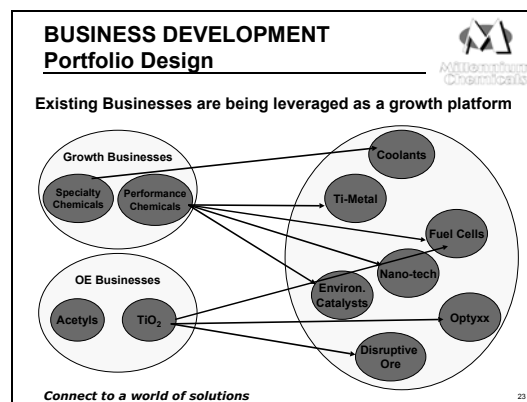 BUSINESS DEVELOPMENT
Portfolio Design
Millennium
Chemicals
Existing Businesses are being leveraged as a growth platform
Growth Businesses
Specialty
Chemicals
Performance
Chemicals
OE Businesses
Acetyls
TiO₂
Coolants
Ti-Metal
Fuel Cells
Nano-tech
Environ.
Catalysts
Optyxx
Disruptive
Ore
Connect to a world of solutions
23